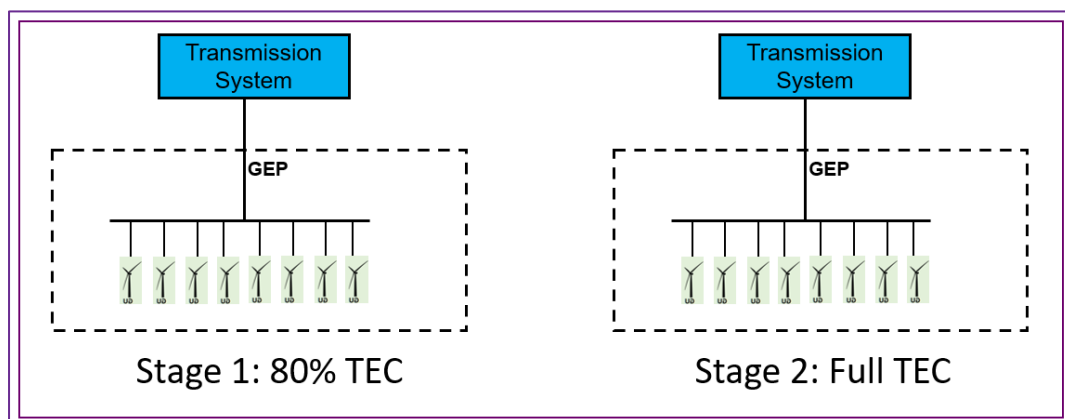 Transmission
System
GEP
Stage 1: 80% TEC
Transmission
System
GEP
Stage 2: Full TEC